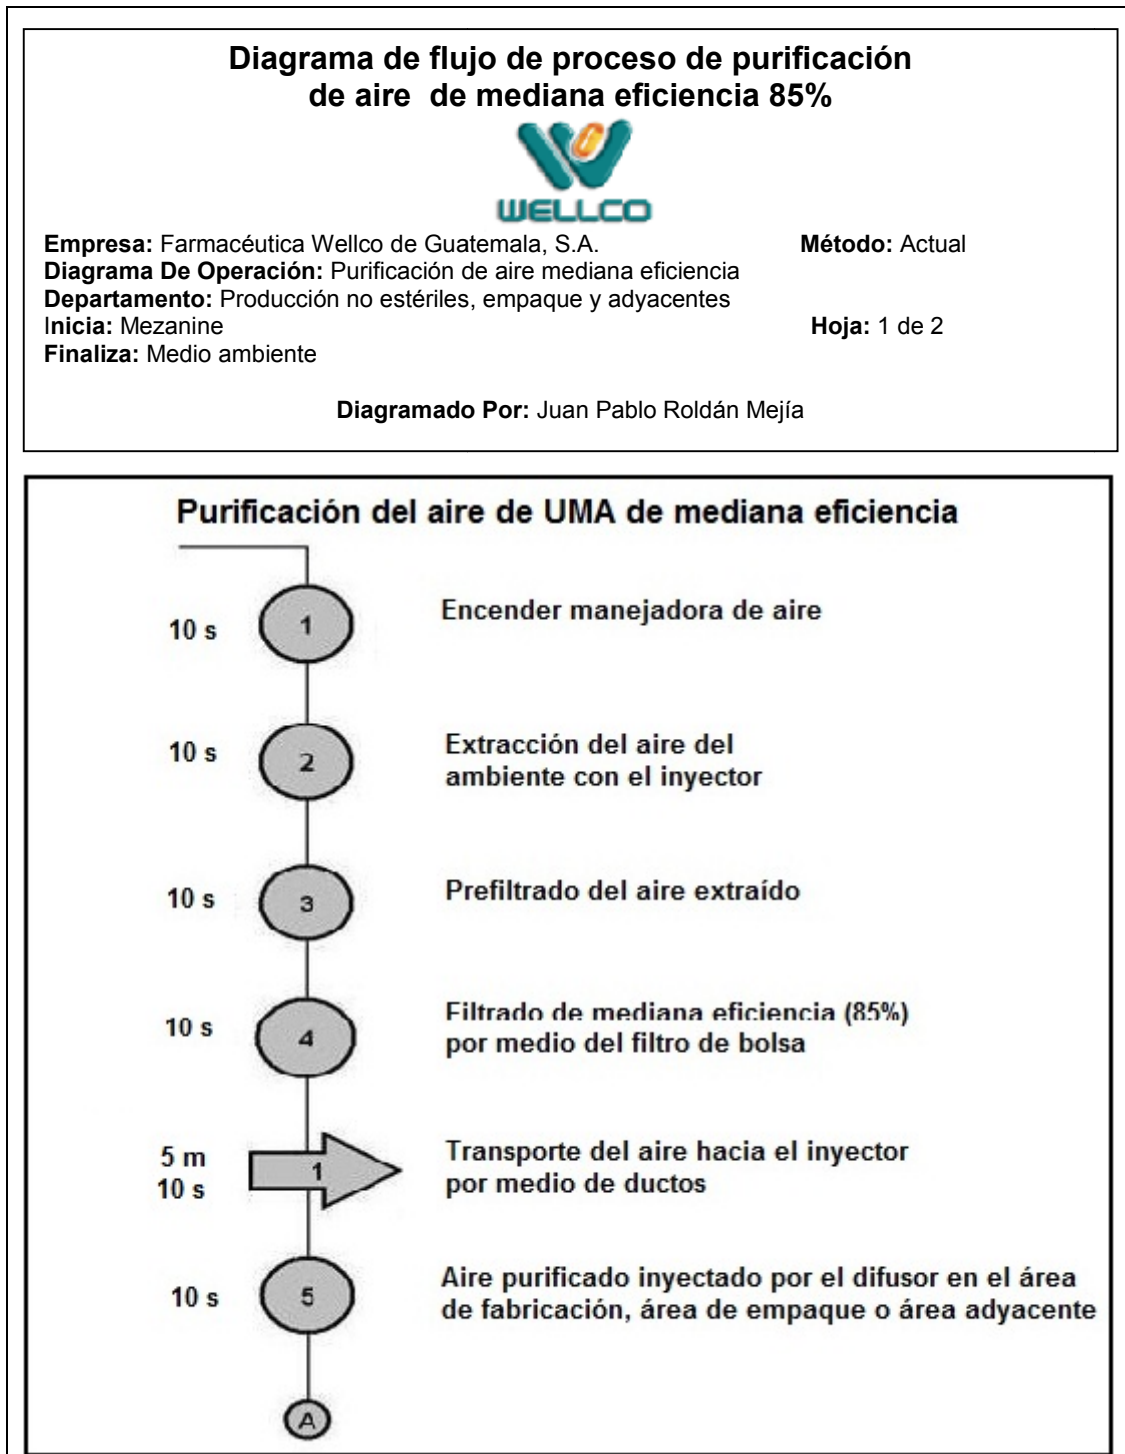 Diagrama de flujo de proceso de purificación
de aire de mediana eficiencia 85%
WELLCO
Empresa: Farmacéutica Wellco de Guatemala, S.A. Método: Actual
Diagrama De Operación: Purificación de aire mediana eficiencia
Departamento: Producción no estériles, empaque y adyacentes
Inicia: Mezanine Hoja: 1 de 2
Finaliza: Medio ambiente
Diagramado Por: Juan Pablo Roldán Mejía
Purificación del aire de UMA de mediana eficiencia
10 s 1 Encender manejadora de aire
10 s 2 Extracción del aire del
ambiente con el inyector
10 s 3 Prefiltrado del aire extraído
10 s 4 Filtrado de mediana eficiencia (85%)
por medio del filtro de bolsa
5 m 1 Transporte del aire hacia el inyector
10 s por medio de ductos
10 s 5 Aire purificado inyectado por el difusor en el área
de fabricación, área de empaque o área adyacente
A